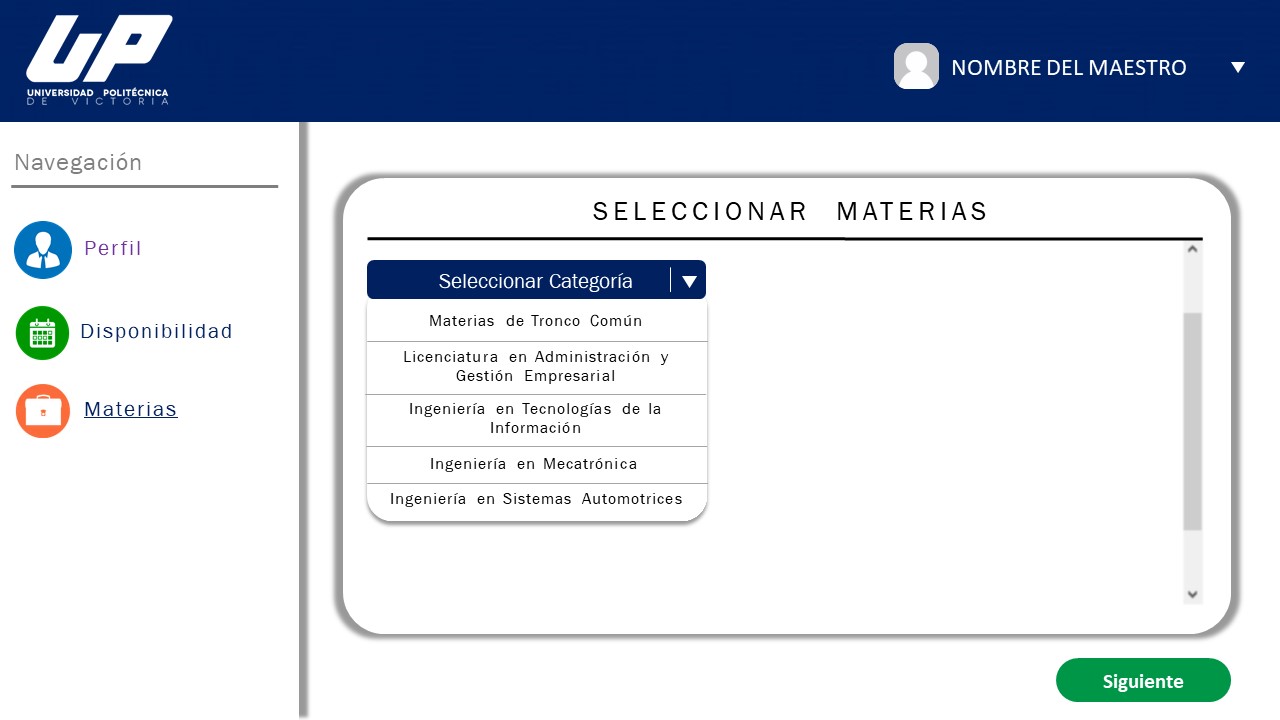 UP
UNIVERSIDAD POLITÉCNICA
DE VICTORIA
NOMBRE DEL MAESTRO
Navegación
Perfil
Disponibilidad
Materias
SELECCIONAR MATERIAS
Seleccionar Categoría
Materias de Tronco Común
Licenciatura en Administración y
Gestión Empresarial
Ingeniería en Tecnologías de la
Información
Ingeniería en Mecatrónica
Ingeniería en Sistemas Automotrices
Siguiente